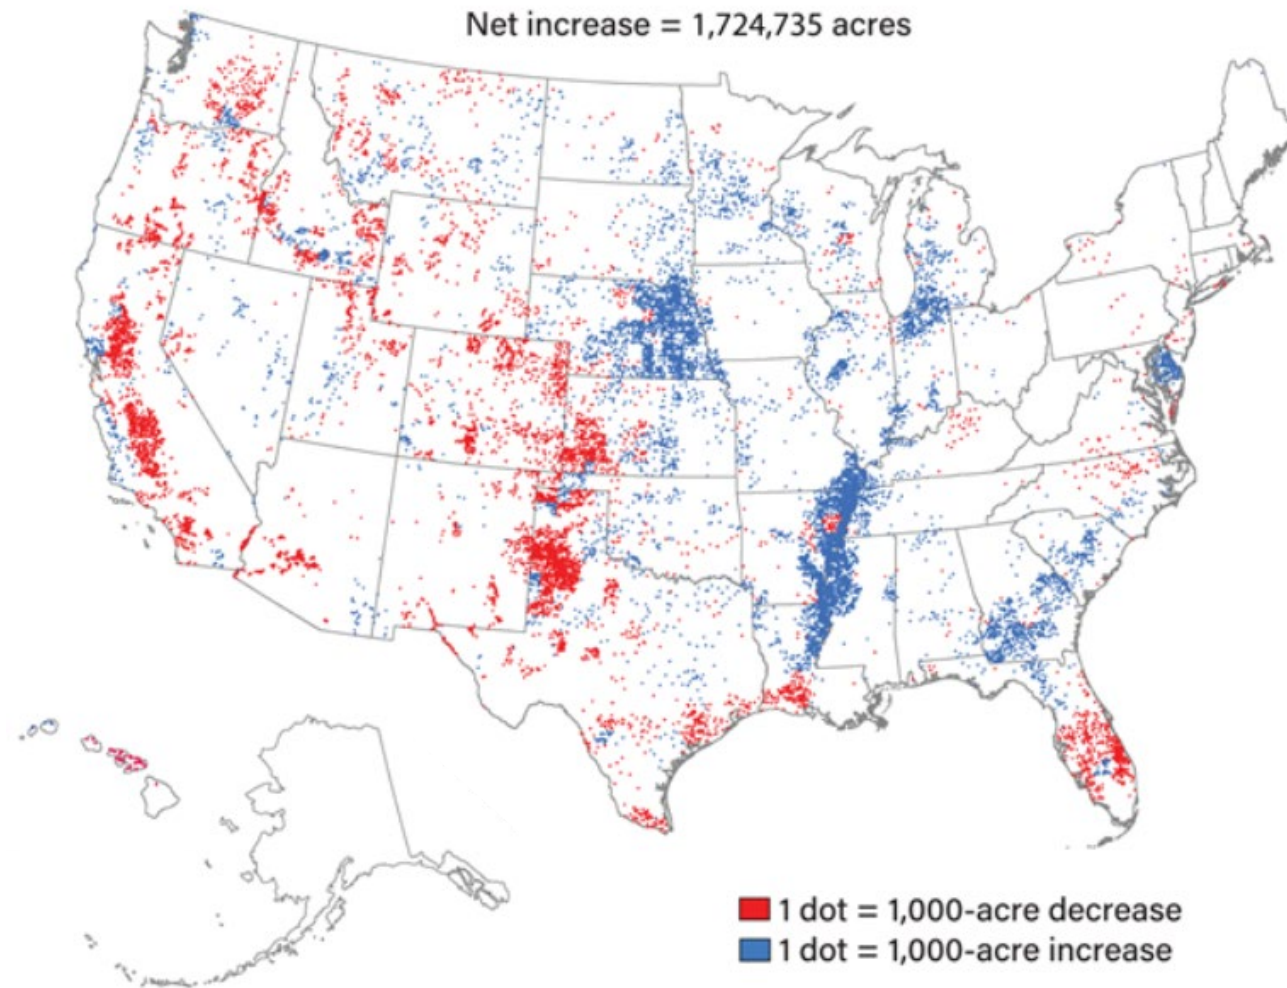 Net increase = 1,724,735 acres
1 dot = 1,000-acre decrease
1 dot = 1,000-acre increase